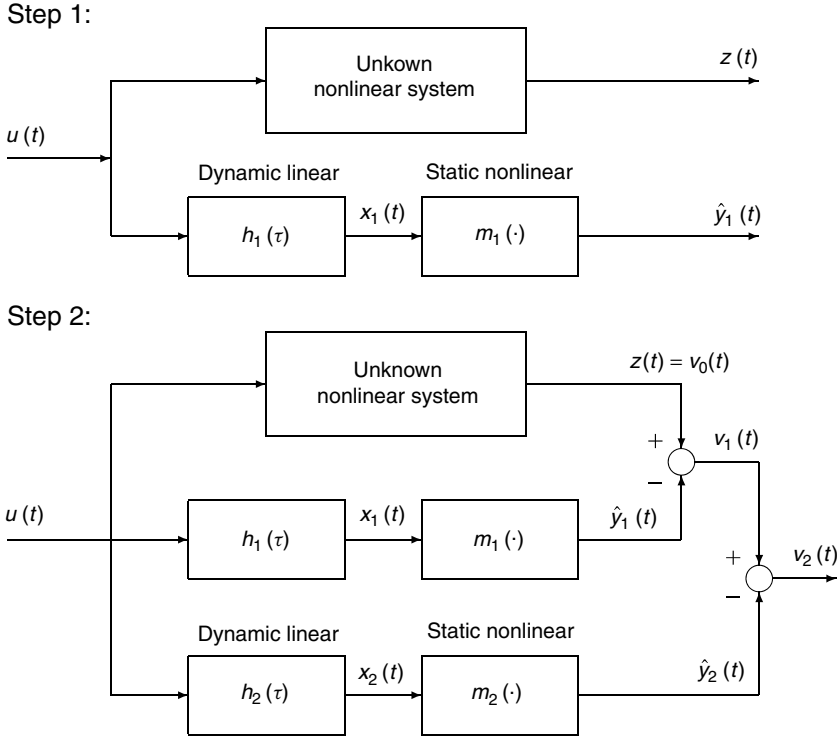 Step 1:
Unkown
nonlinear system
z (t)
u (t)
Dynamic linear
Static nonlinear
h₁ (τ)
x₁ (t)
m₁ (·)
ŷ₁ (t)
Step 2:
Unknown
nonlinear system
z(t) = v₀(t)
+
−
v₁ (t)
u (t)
h₁ (τ)
x₁ (t)
m₁ (·)
ŷ₁ (t)
+
−
v₂ (t)
Dynamic linear
Static nonlinear
h₂ (τ)
x₂ (t)
m₂ (·)
ŷ₂ (t)